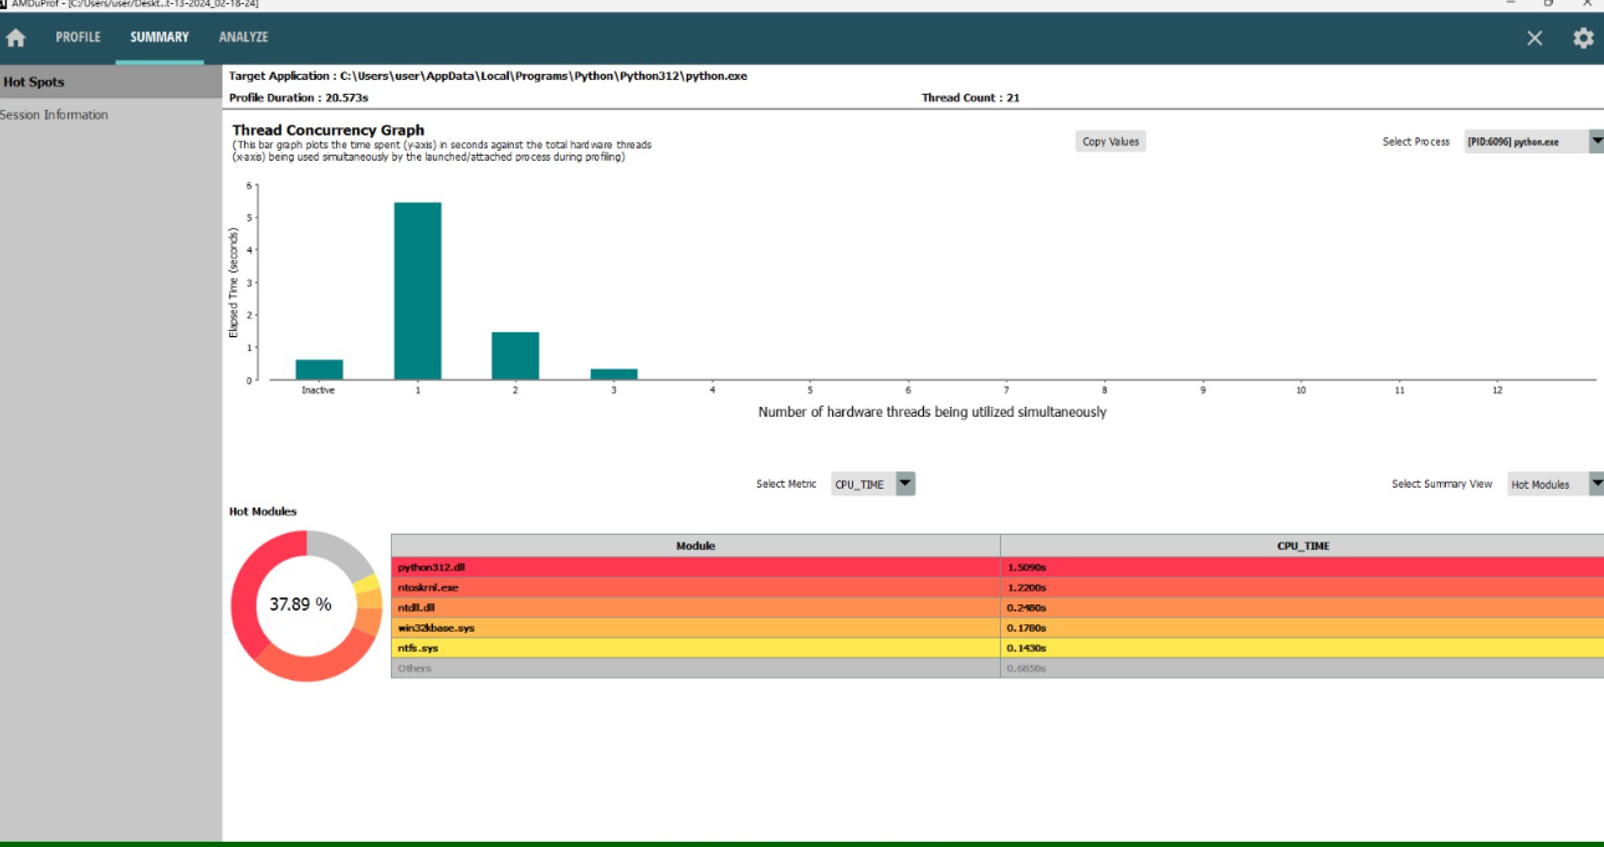 AMDuProf - [C:/Users/user/Deskt..t-13-2024_02-18-24]
PROFILE SUMMARY ANALYZE
Hot Spots
Session Information
Target Application : C:\Users\user\AppData\Local\Programs\Python\Python312\python.exe
Profile Duration : 20.573s Thread Count : 21
Thread Concurrency Graph
(This bar graph plots the time spent (y-axis) in seconds against the total hardware threads
(x-axis) being used simultaneously by the launched/attached process during profiling)
Copy Values Select Process [PID:6096] python.exe
6
5
4
3
2
1
0
Elapsed Time (seconds)
Inactive 1 2 3 4 5 6 7 8 9 10 11 12
Number of hardware threads being utilized simultaneously
Select Metric CPU_TIME Select Summary View Hot Modules
Hot Modules
37.89 %
Module CPU_TIME
python312.dll 1.5090s
ntoskrnl.exe 1.2200s
ntdll.dll 0.2480s
win32kbase.sys 0.1780s
ntfs.sys 0.1430s
Others 0.6850s